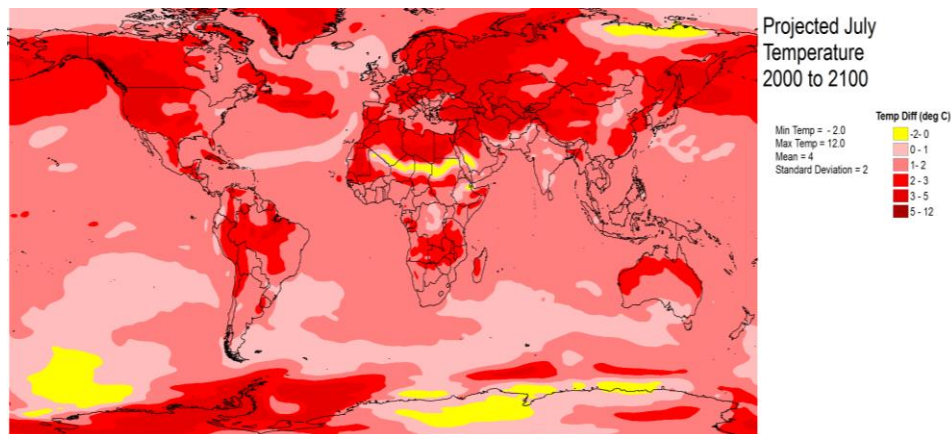 Projected July
Temperature
2000 to 2100
Min Temp = - 2.0
Max Temp = 12.0
Mean = 4
Standard Deviation = 2
Temp Diff (deg C)
-2- 0
0 - 1
1- 2
2 - 3
3 - 5
5 - 12